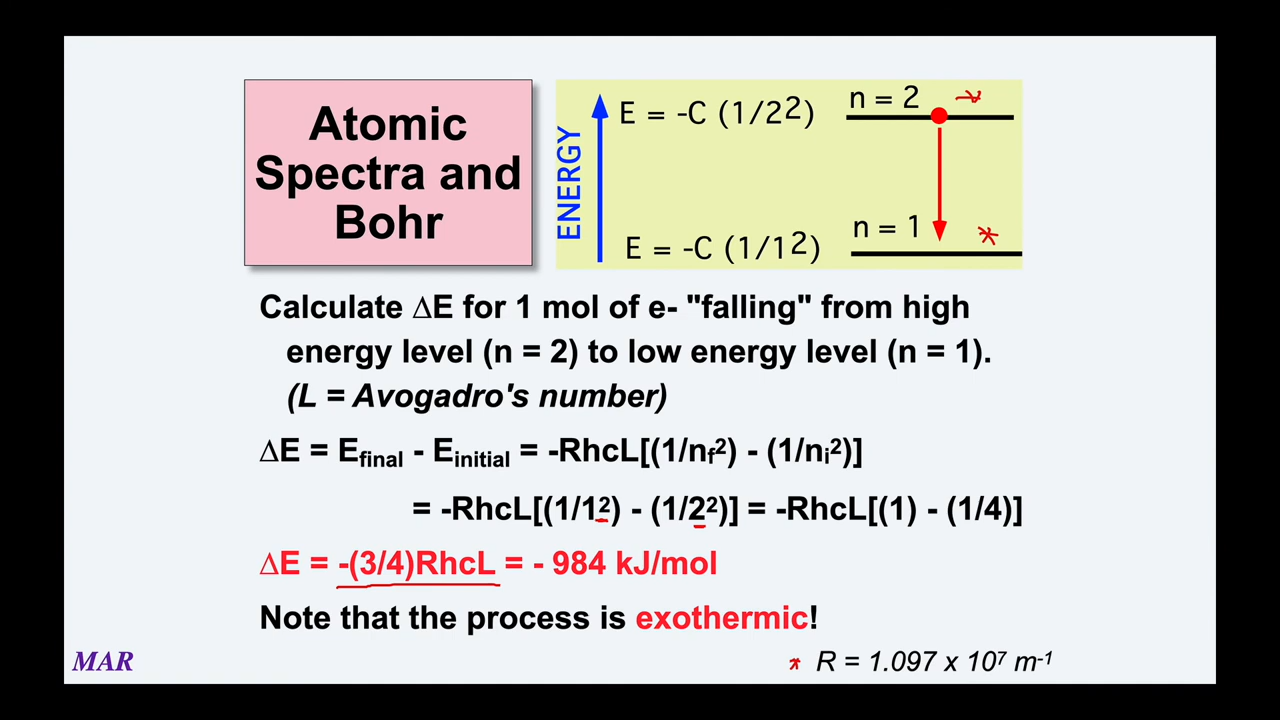 Atomic
Spectra and
Bohr
ENERGY
E = -C (1/2²)
n = 2
n = 1
E = -C (1/1²)
Calculate ΔE for 1 mol of e- "falling" from high
energy level (n = 2) to low energy level (n = 1).
(L = Avogadro's number)
ΔE = Efinal - Einitial = -RhcL[(1/nf²) - (1/ni²)]
= -RhcL[(1/1²) - (1/2²)] = -RhcL[(1) - (1/4)]
ΔE = -(3/4)RhcL = - 984 kJ/mol
Note that the process is exothermic!
MAR
* R = 1.097 x 10⁷ m⁻¹